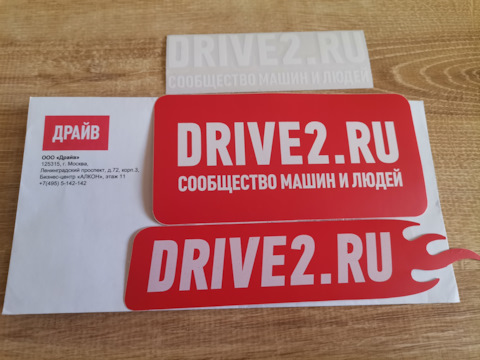 DRIVE2.RU
СООБЩЕСТВО МАШИН И ЛЮДЕЙ
ДРАЙВ
ООО «Драйв»
125315, г. Москва,
Ленинградский проспект, д.72, корп.3,
Бизнес-центр «АЛКОН», этаж 11
+7(495) 5-142-142
DRIVE2.RU
СООБЩЕСТВО МАШИН И ЛЮДЕЙ
DRIVE2.RU